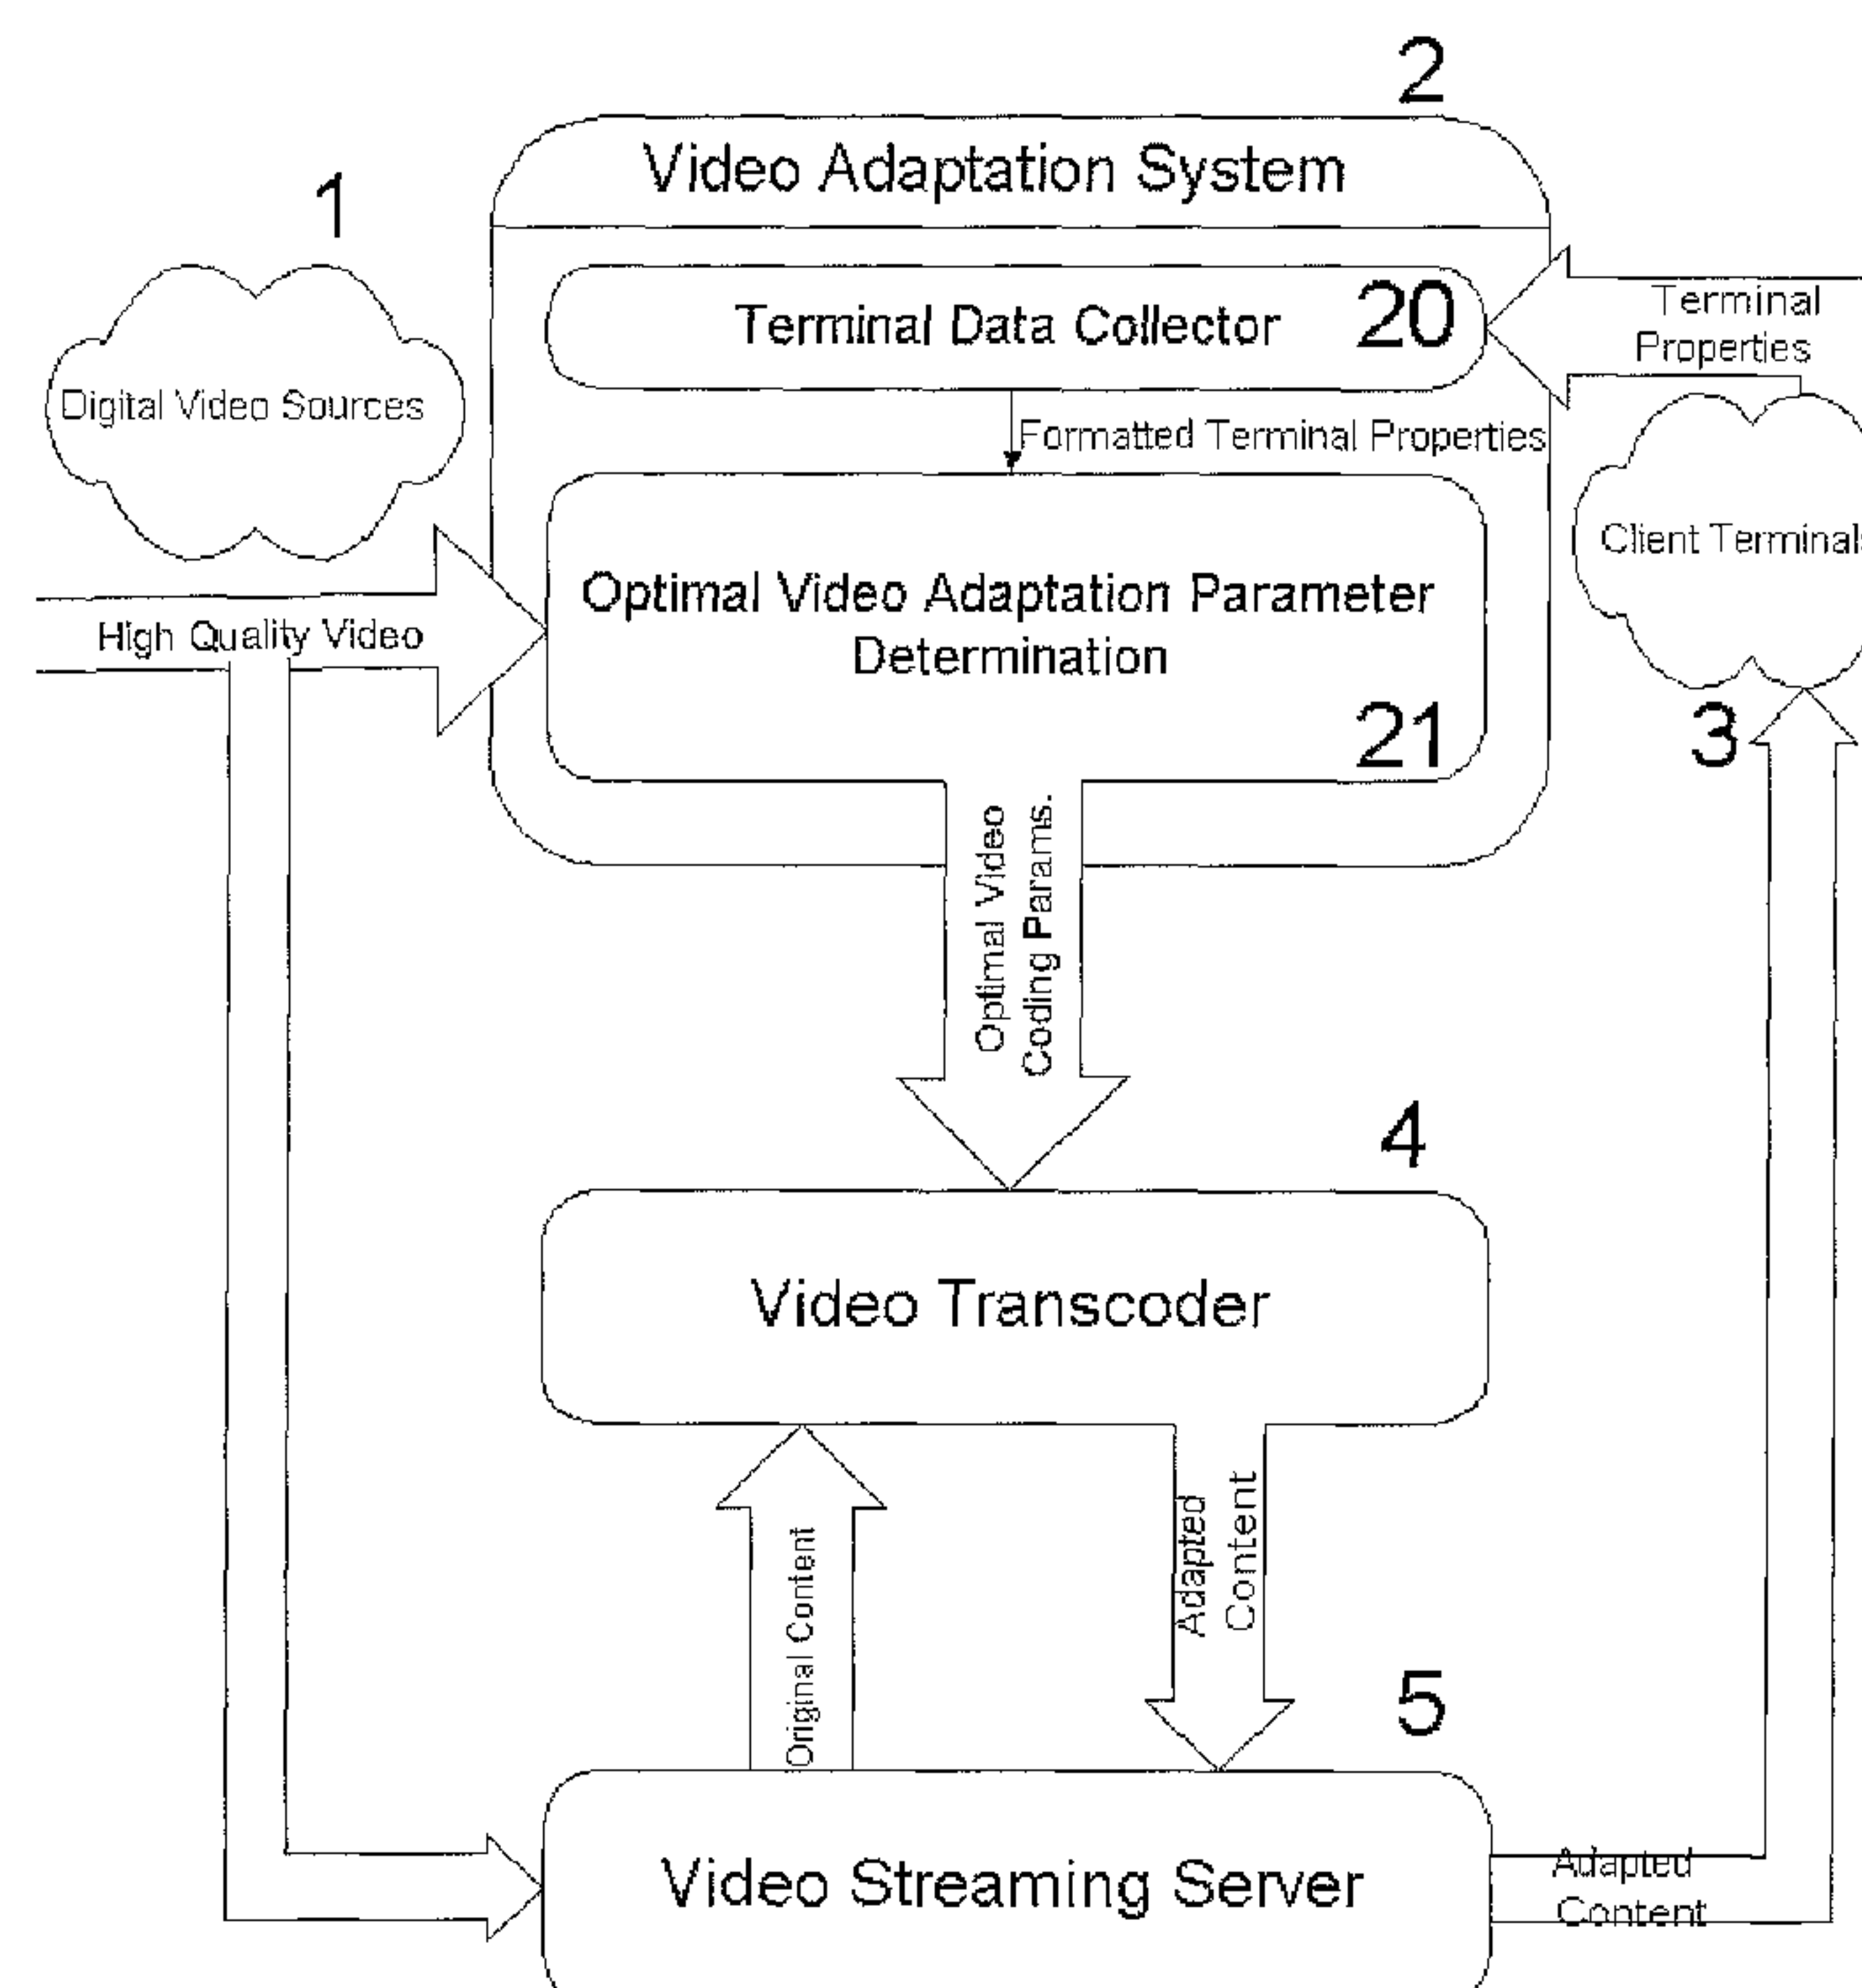 2
Video Adaptation System
1
Terminal Data Collector 20
Terminal
Properties
Digital Video Sources
Formatted Terminal Properties
Client Terminals
Optimal Video Adaptation Parameter
Determination
High Quality Video
21
3
Optimal Video
Coding Params.
4
Video Transcoder
Original Content
Adapted
Content
5
Video Streaming Server
Adapted
Content